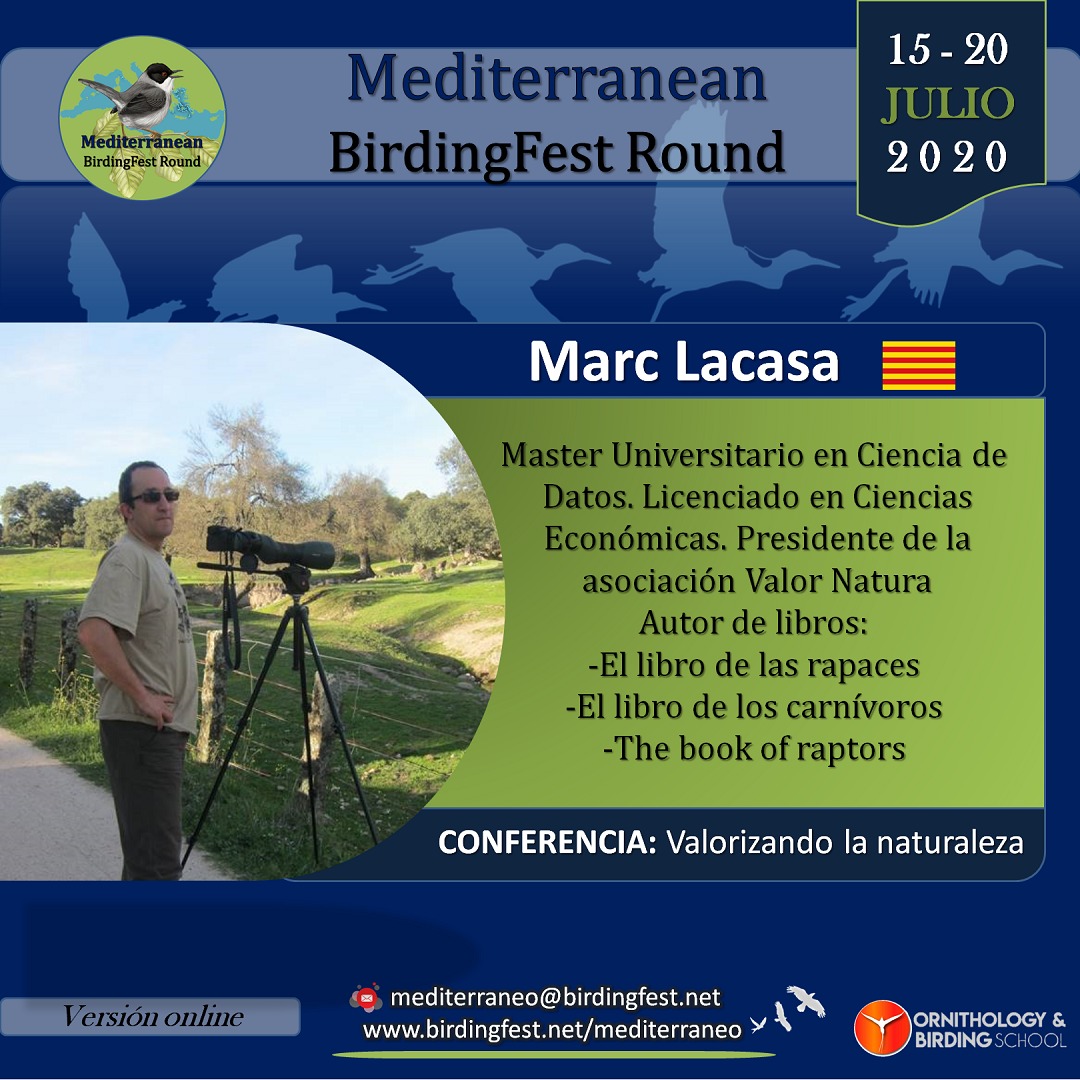 Mediterranean
BirdingFest Round
Mediterranean
BirdingFest Round
15 - 20
JULIO
2020
Marc Lacasa
Master Universitario en Ciencia de
Datos. Licenciado en Ciencias
Económicas. Presidente de la
asociación Valor Natura
Autor de libros:
-El libro de las rapaces
-El libro de los carnívoros
-The book of raptors
CONFERENCIA: Valorizando la naturaleza
Versión online
mediterraneo@birdingfest.net
www.birdingfest.net/mediterraneo
ORNITHOLOGY &
BIRDING SCHOOL